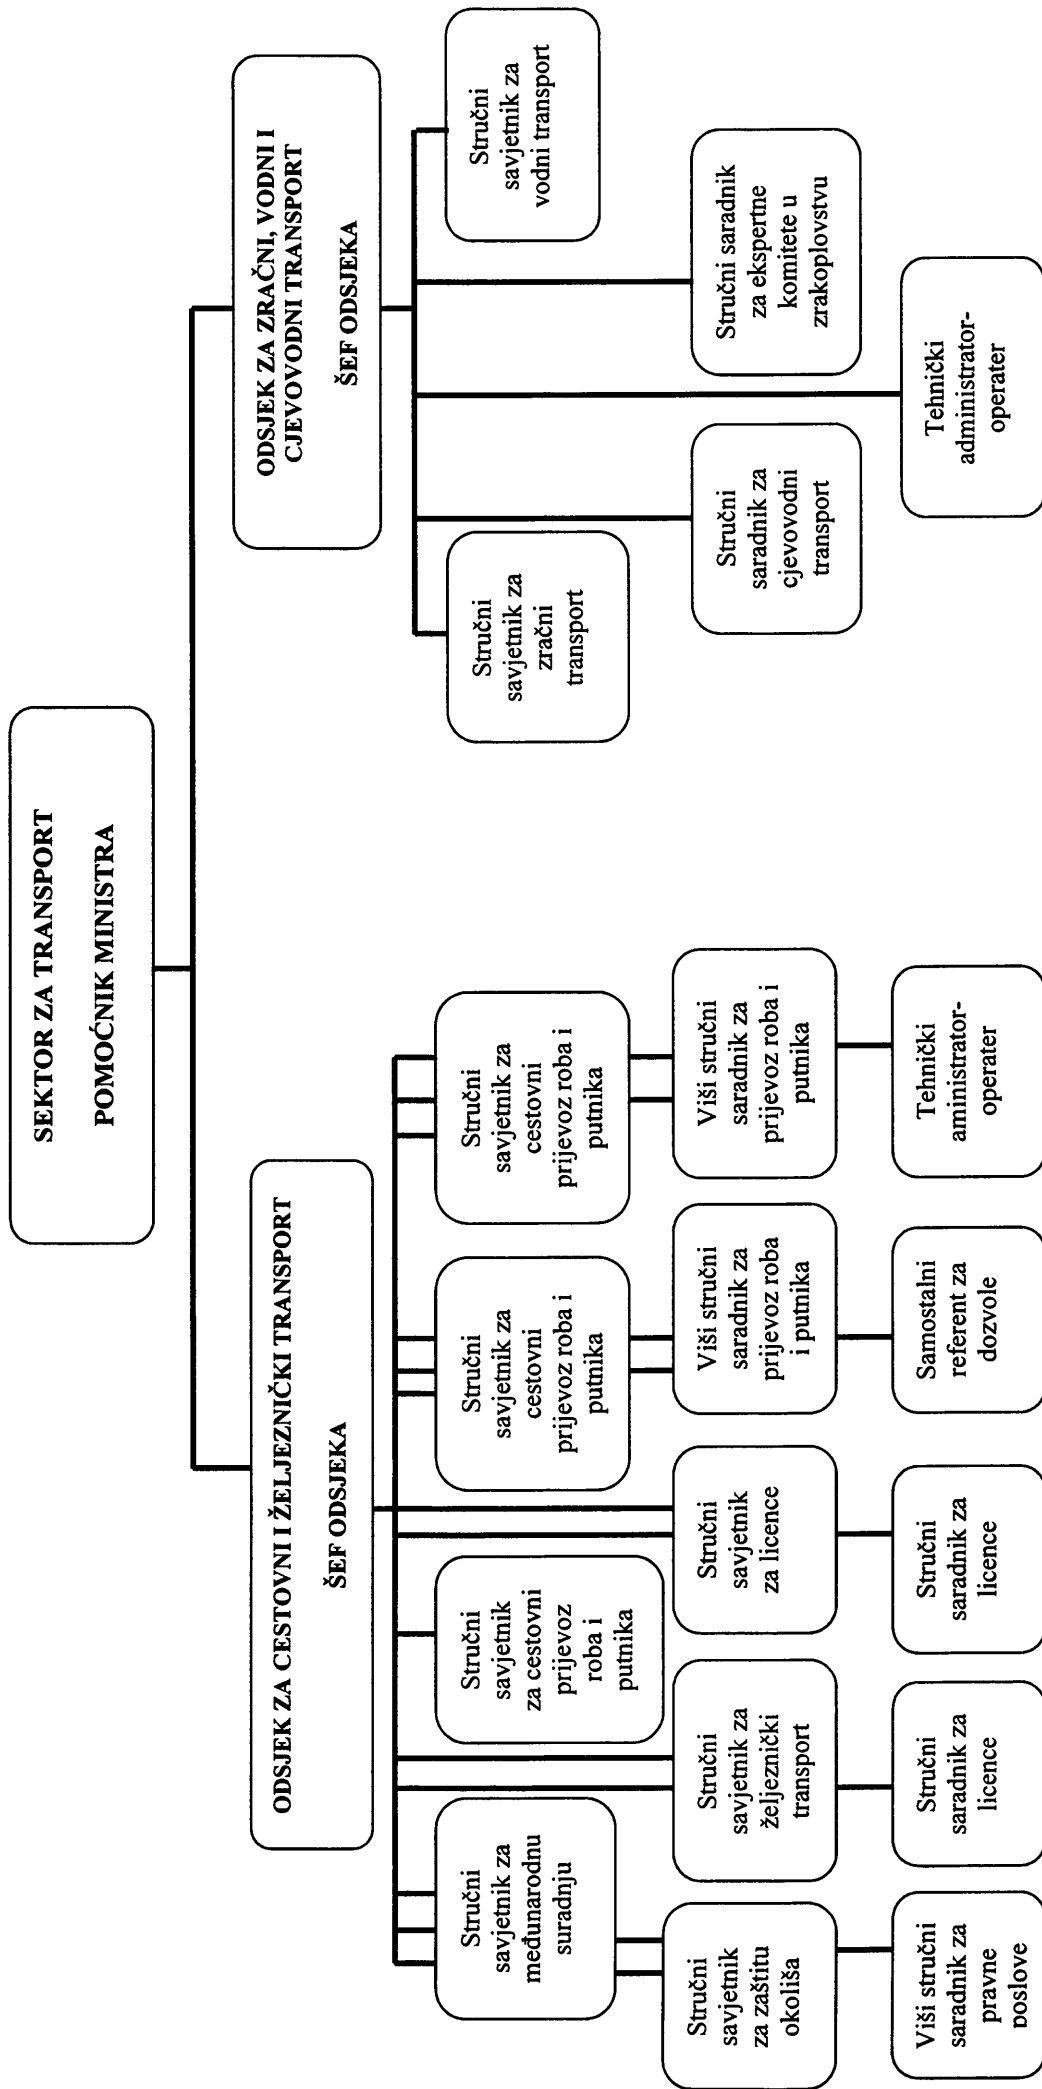 SEKTOR ZA TRANSPORT
POMOĆNIK MINISTRA
ODSJEK ZA CESTOVNI I ŽELJEZNIČKI TRANSPORT
ŠEF ODSJEKA
ODSJEK ZA ZRAČNI, VODNI I
CJEVOVODNI TRANSPORT
ŠEF ODSJEKA
Stručni
savjetnik za
međunarodnu
suradnju
Stručni
savjetnik
za cestovni
prijevoz
roba i
putnika
Stručni
savjetnik za
cestovni
prijevoz roba i
putnika
Stručni
savjetnik za
cestovni
prijevoz roba i
putnika
Stručni
savjetnik
za zaštitu
okoliša
Stručni
savjetnik za
željeznički
transport
Stručni
savjetnik
za licence
Viši stručni
saradnik za
prijevoz roba
i putnika
Viši stručni
saradnik za
prijevoz roba i
putnika
Viši stručni
saradnik za
pravne
poslove
Stručni
saradnik za
licence
Stručni
saradnik za
licence
Samostalni
referent za
dozvole
Tehnički
aministrator-
operater
Stručni
savjetnik za
zračni
transport
Stručni
savjetnik za
vodni transport
Stručni
saradnik za
cjevovodni
transport
Stručni saradnik
za ekspertne
komitete u
zrakoplovstvu
Tehnički
administrator-
operater